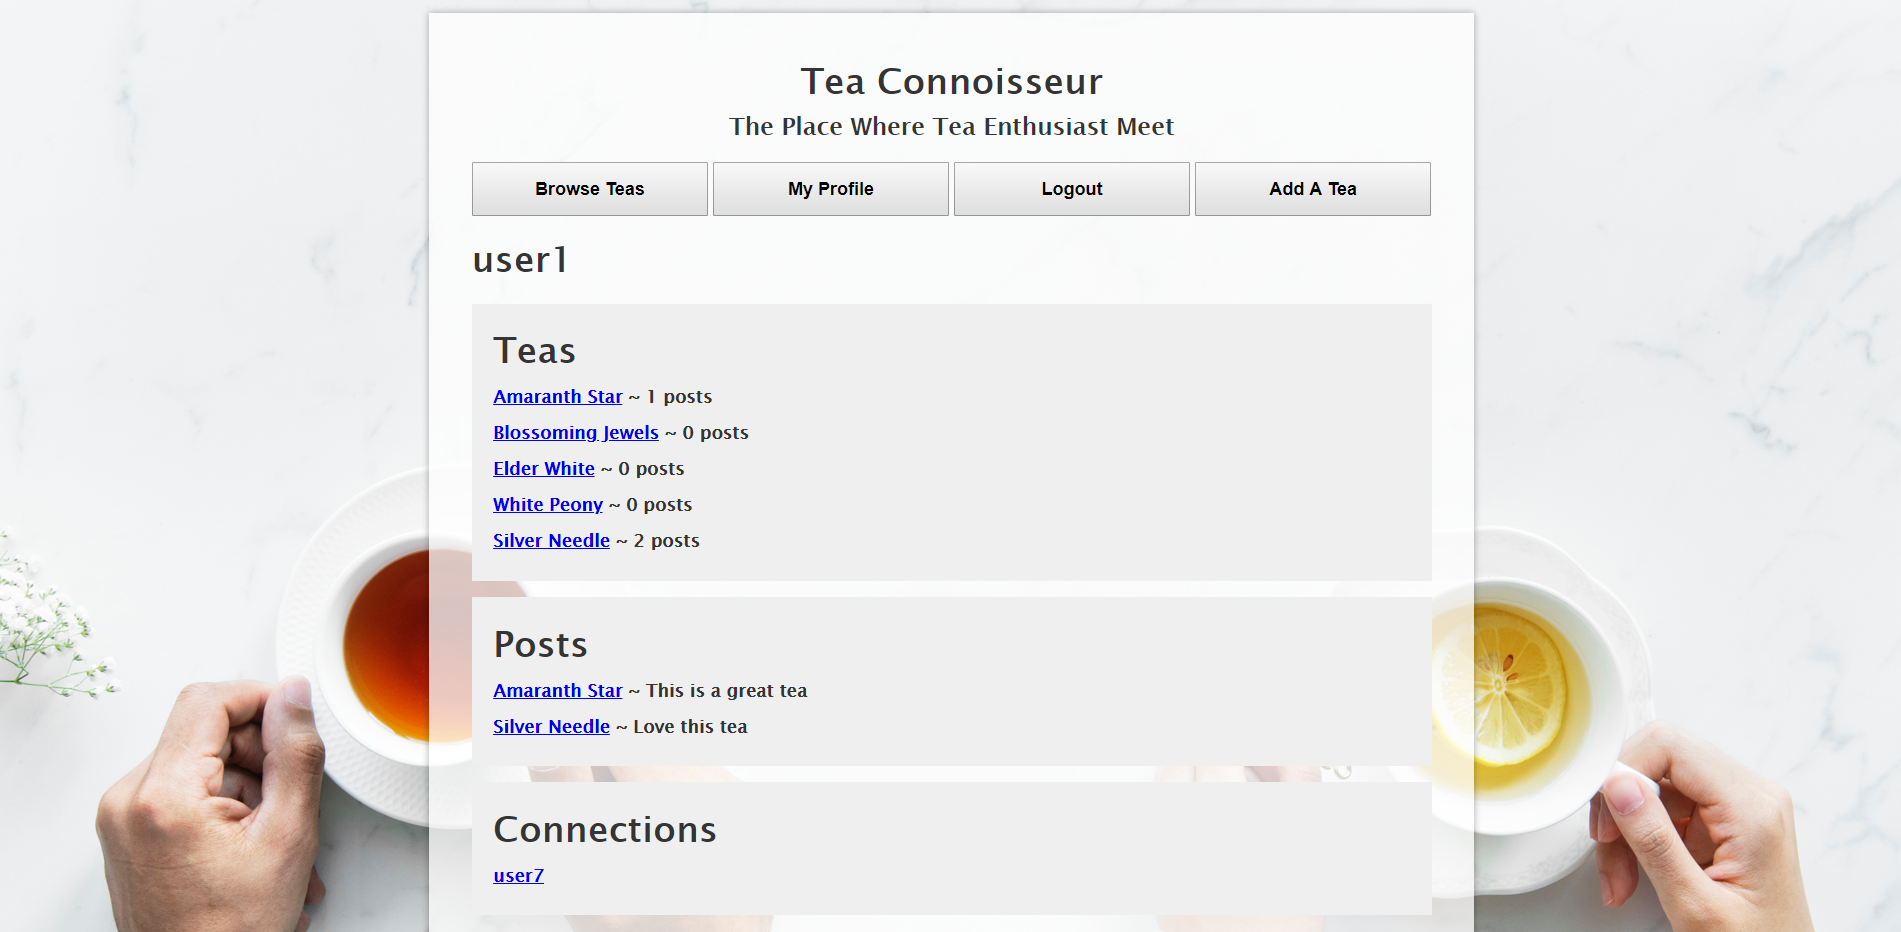 Tea Connoisseur
The Place Where Tea Enthusiast Meet
Browse Teas My Profile Logout Add A Tea
user1
Teas
Amaranth Star ~ 1 posts
Blossoming Jewels ~ 0 posts
Elder White ~ 0 posts
White Peony ~ 0 posts
Silver Needle ~ 2 posts
Posts
Amaranth Star ~ This is a great tea
Silver Needle ~ Love this tea
Connections
user7